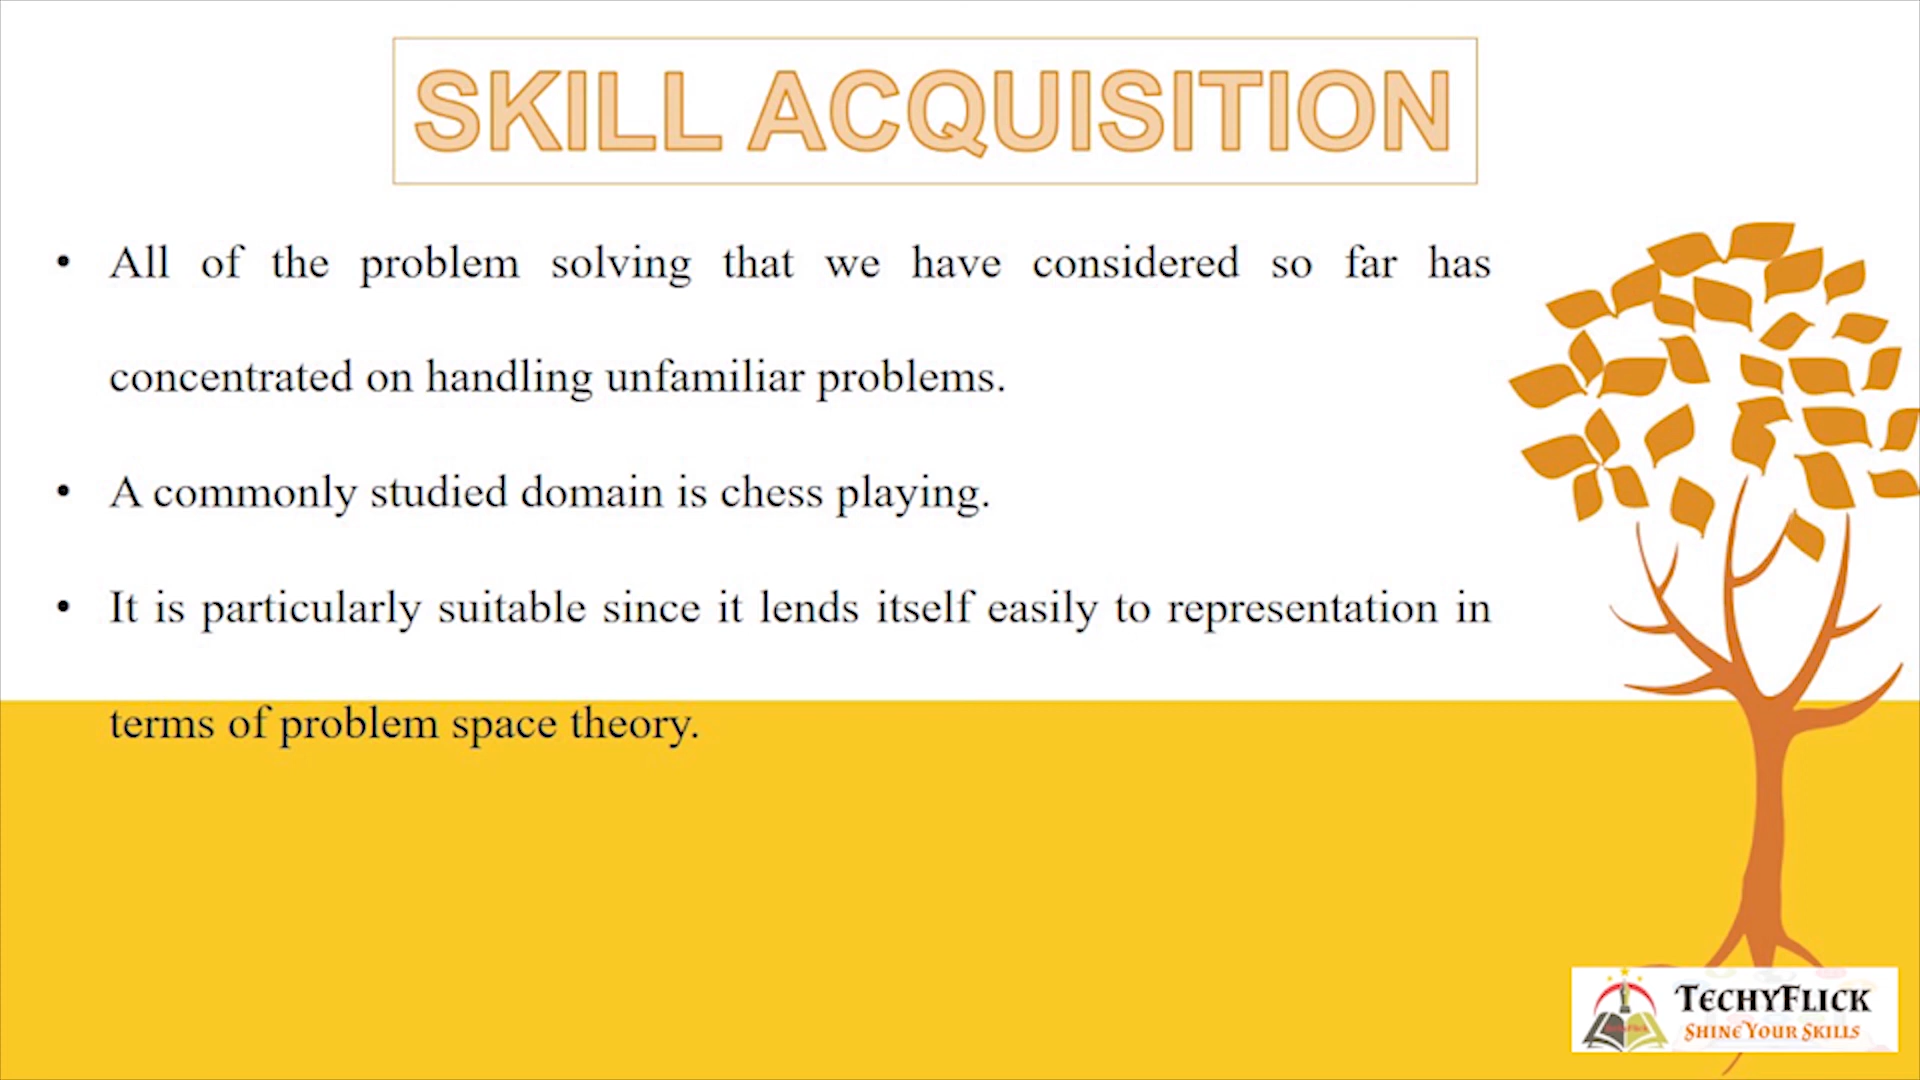 SKILL ACQUISITION
• All of the problem solving that we have considered so far has
concentrated on handling unfamiliar problems.
• A commonly studied domain is chess playing.
• It is particularly suitable since it lends itself easily to representation in
terms of problem space theory.
TECHYFLICK
SHINE YOUR SKILLS